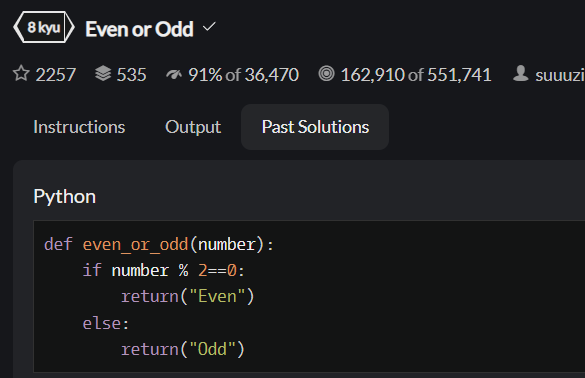 8 kyu Even or Odd
2257 535 91% of 36,470 162,910 of 551,741 suuuzi
Instructions Output Past Solutions
Python
def even_or_odd(number):
    if number % 2==0:
        return("Even")
    else:
        return("Odd")